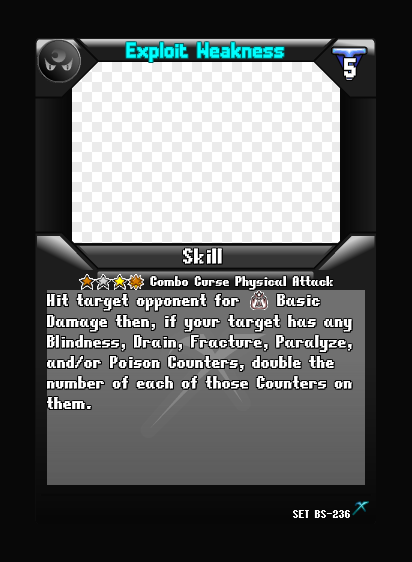 Exploit Weakness
5
Skill
Combo Curse Physical Attack
Hit target opponent for Basic
Damage then, if your target has any
Blindness, Drain, Fracture, Paralyze,
and/or Poison Counters, double the
number of each of those Counters on
them.
SET BS-236